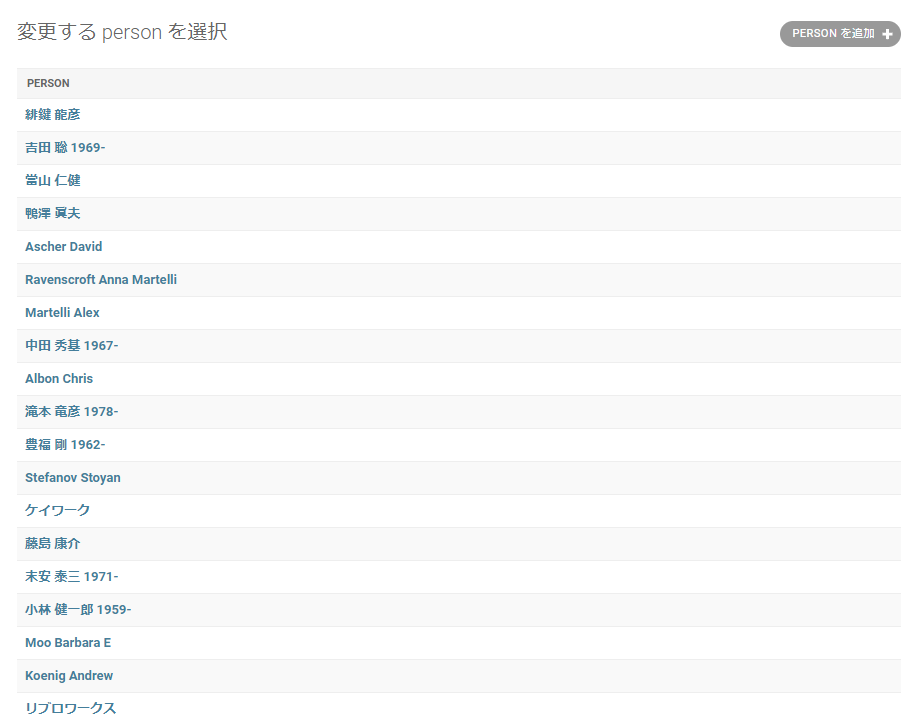 変更する person を選択
PERSON を追加
PERSON
緋鍵 龍彦
吉田 聡 1969-
當山 仁健
鴨澤 眞夫
Ascher David
Ravenscroft Anna Martelli
Martelli Alex
中田 秀基 1967-
Albon Chris
滝本 竜彦 1978-
豊福 剛 1962-
Stefanov Stoyan
ケイワーク
藤島 康介
末安 泰三 1971-
小林 健一郎 1959-
Moo Barbara E
Koenig Andrew
リブロワークス